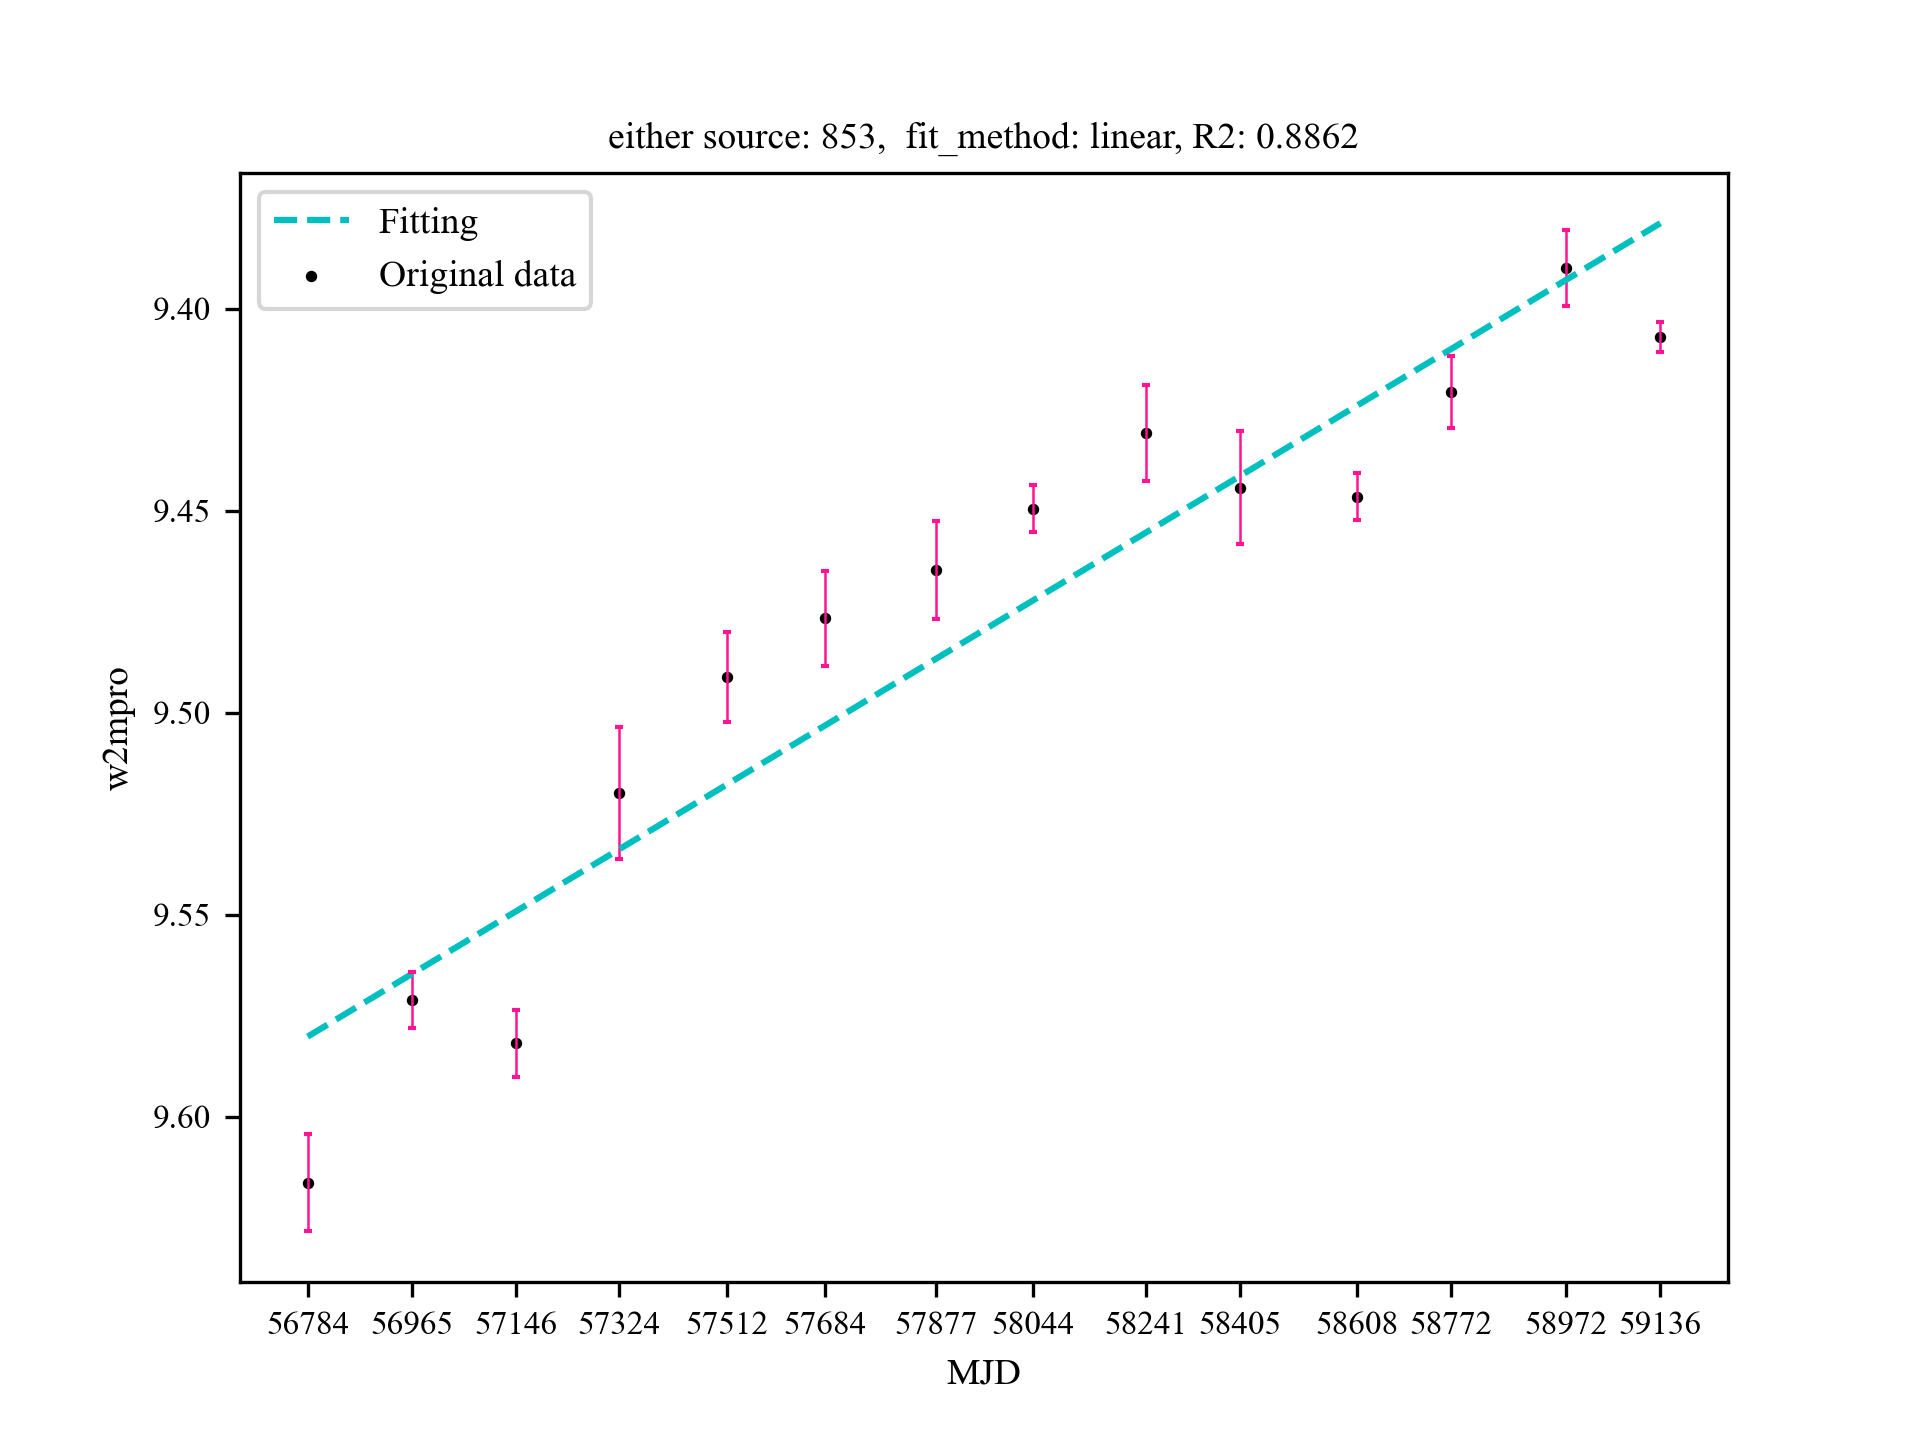 either source: 853,  fit_method: linear, R2: 0.8862
Fitting
Original data
9.40
9.45
9.50
9.55
9.60
w2mpro
56784 56965 57146 57324 57512 57684 57877 58044 58241 58405 58608 58772 58972 59136
MJD